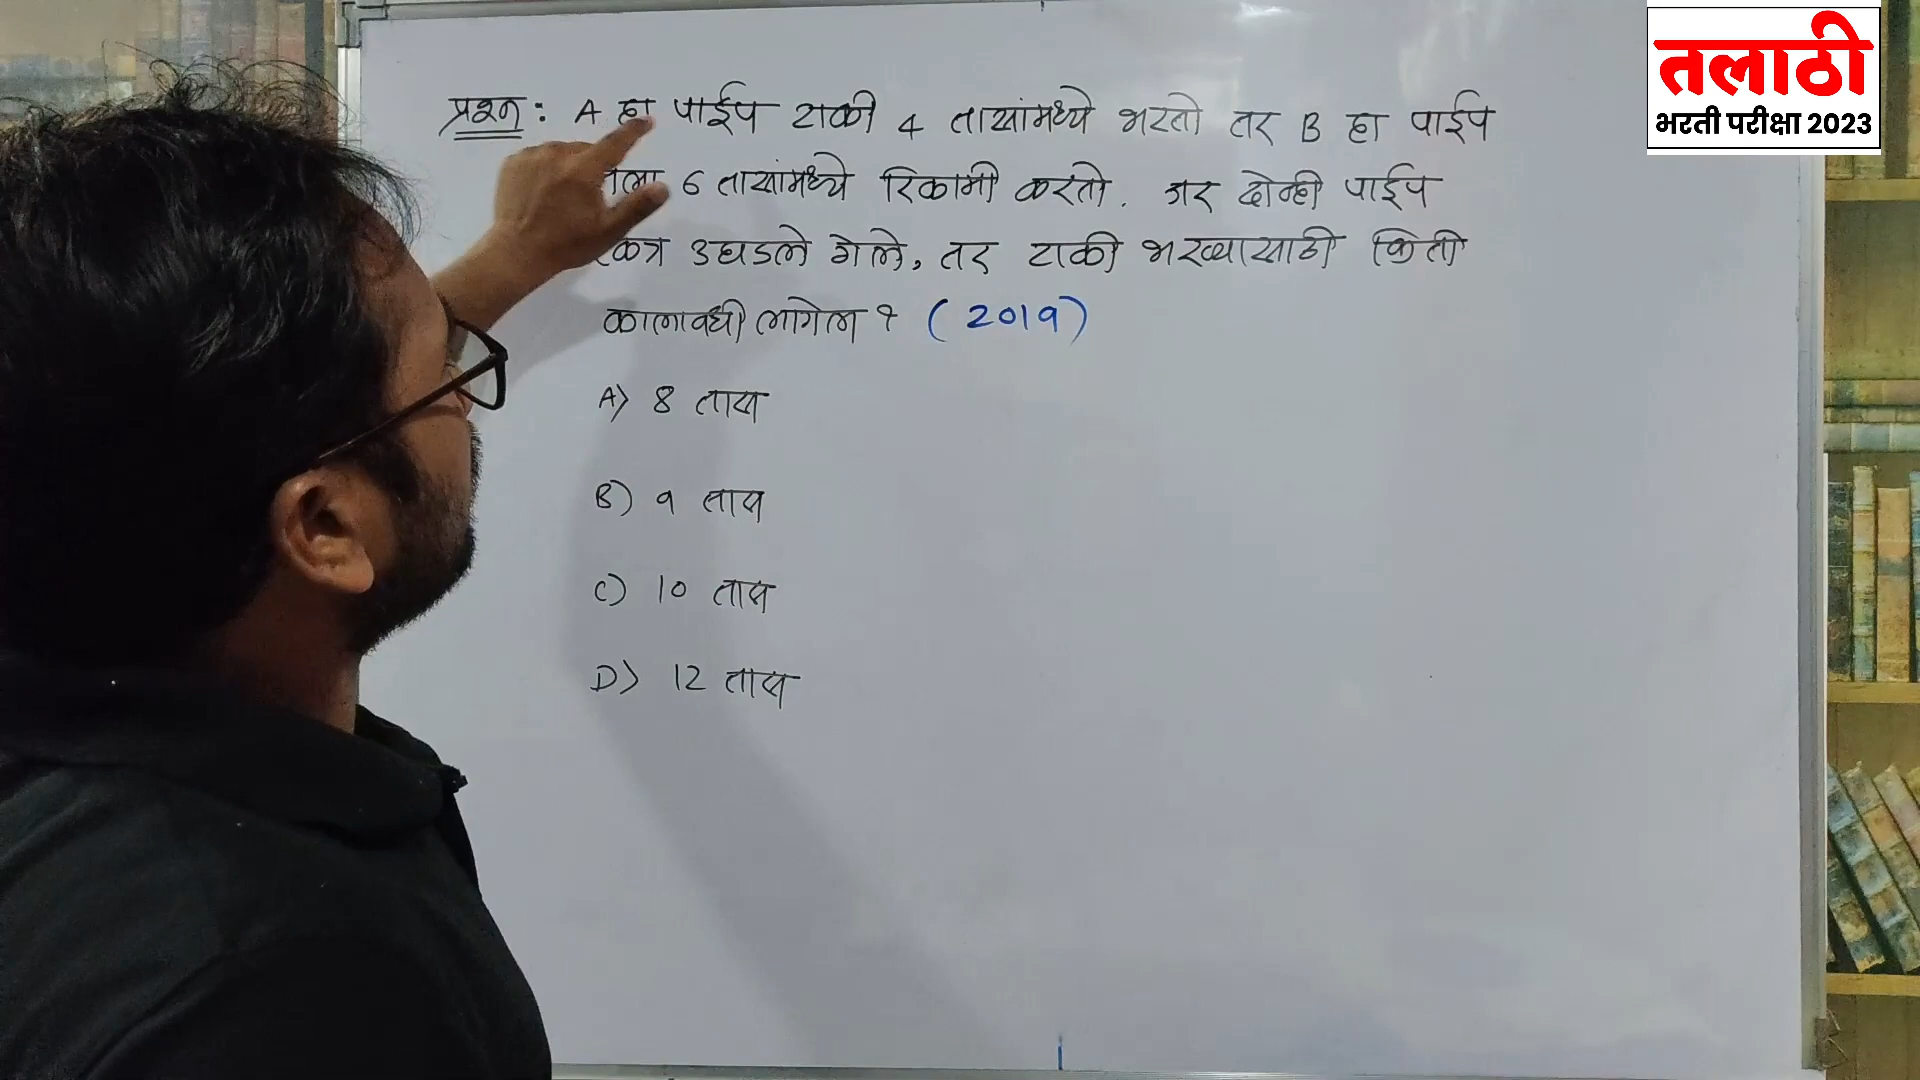 प्रश्न : A हा पाईप टाकी 4 तासांमध्ये भरतो तर B हा पाईप
6 तासांमध्ये रिकामी करतो. जर दोन्ही पाईप
उघडले गेले, तर टाकी भरण्यासाठी किती
कालावधी लागेल ? (2019)
A) 8 तास
B) 9 तास
C) 10 तास
D) 12 तास
तलाठी
भरती परीक्षा 2023